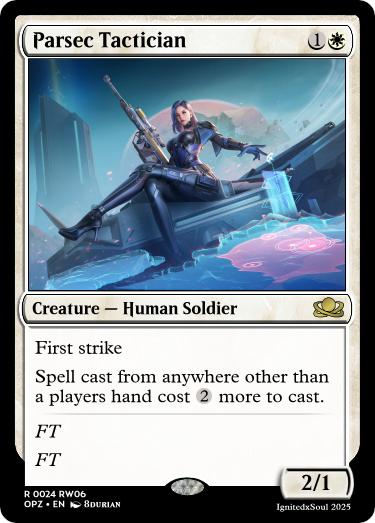 Parsec Tactician 1
Creature — Human Soldier
First strike
Spell cast from anywhere other than
a players hand cost 2 more to cast.
FT
FT
2/1
R 0024 RW06
OPZ • EN 8DURIAN
IgnitedxSoul 2025